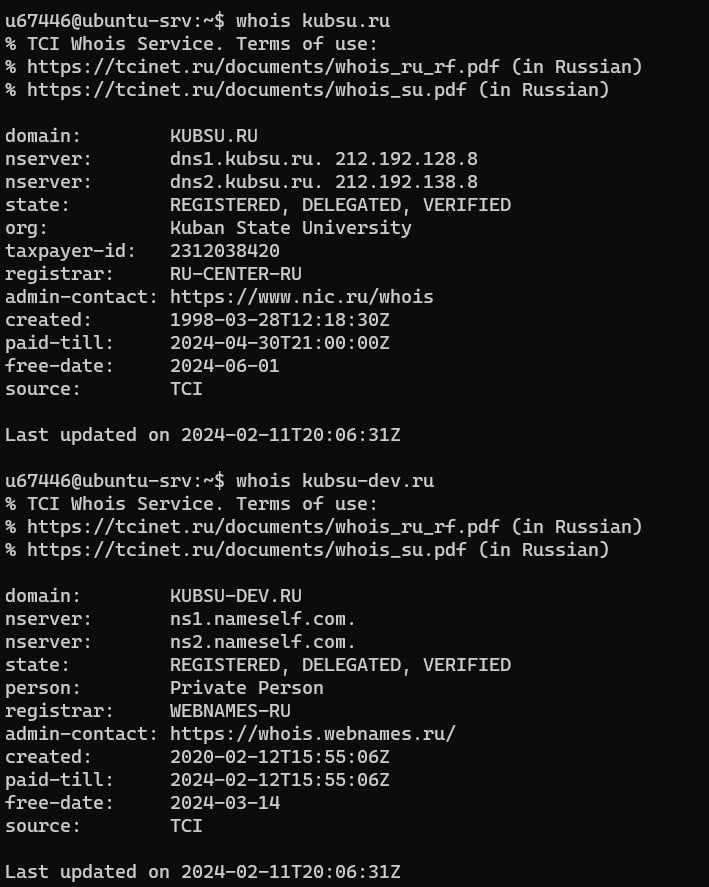 u67446@ubuntu-srv:~$ whois kubsu.ru
% TCI Whois Service. Terms of use:
% https://tcinet.ru/documents/whois_ru_rf.pdf (in Russian)
% https://tcinet.ru/documents/whois_su.pdf (in Russian)

domain:        KUBSU.RU
nserver:       dns1.kubsu.ru. 212.192.128.8
nserver:       dns2.kubsu.ru. 212.192.138.8
state:         REGISTERED, DELEGATED, VERIFIED
org:           Kuban State University
taxpayer-id:   2312038420
registrar:     RU-CENTER-RU
admin-contact: https://www.nic.ru/whois
created:       1998-03-28T12:18:30Z
paid-till:     2024-04-30T21:00:00Z
free-date:     2024-06-01
source:        TCI

Last updated on 2024-02-11T20:06:31Z

u67446@ubuntu-srv:~$ whois kubsu-dev.ru
% TCI Whois Service. Terms of use:
% https://tcinet.ru/documents/whois_ru_rf.pdf (in Russian)
% https://tcinet.ru/documents/whois_su.pdf (in Russian)

domain:        KUBSU-DEV.RU
nserver:       ns1.nameself.com.
nserver:       ns2.nameself.com.
state:         REGISTERED, DELEGATED, VERIFIED
person:        Private Person
registrar:     WEBNAMES-RU
admin-contact: https://whois.webnames.ru/
created:       2020-02-12T15:55:06Z
paid-till:     2024-02-12T15:55:06Z
free-date:     2024-03-14
source:        TCI

Last updated on 2024-02-11T20:06:31Z